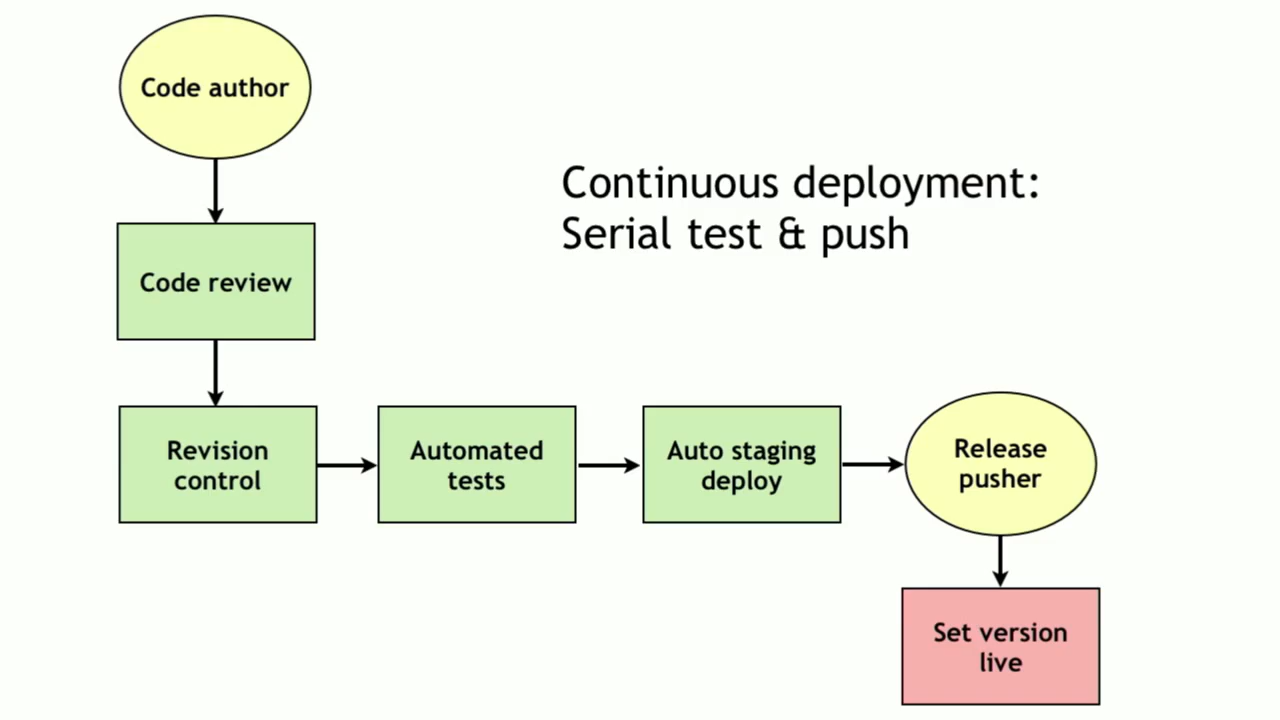 Code author
Continuous deployment:
Serial test & push
Code review
Revision
control
Automated
tests
Auto staging
deploy
Release
pusher
Set version
live